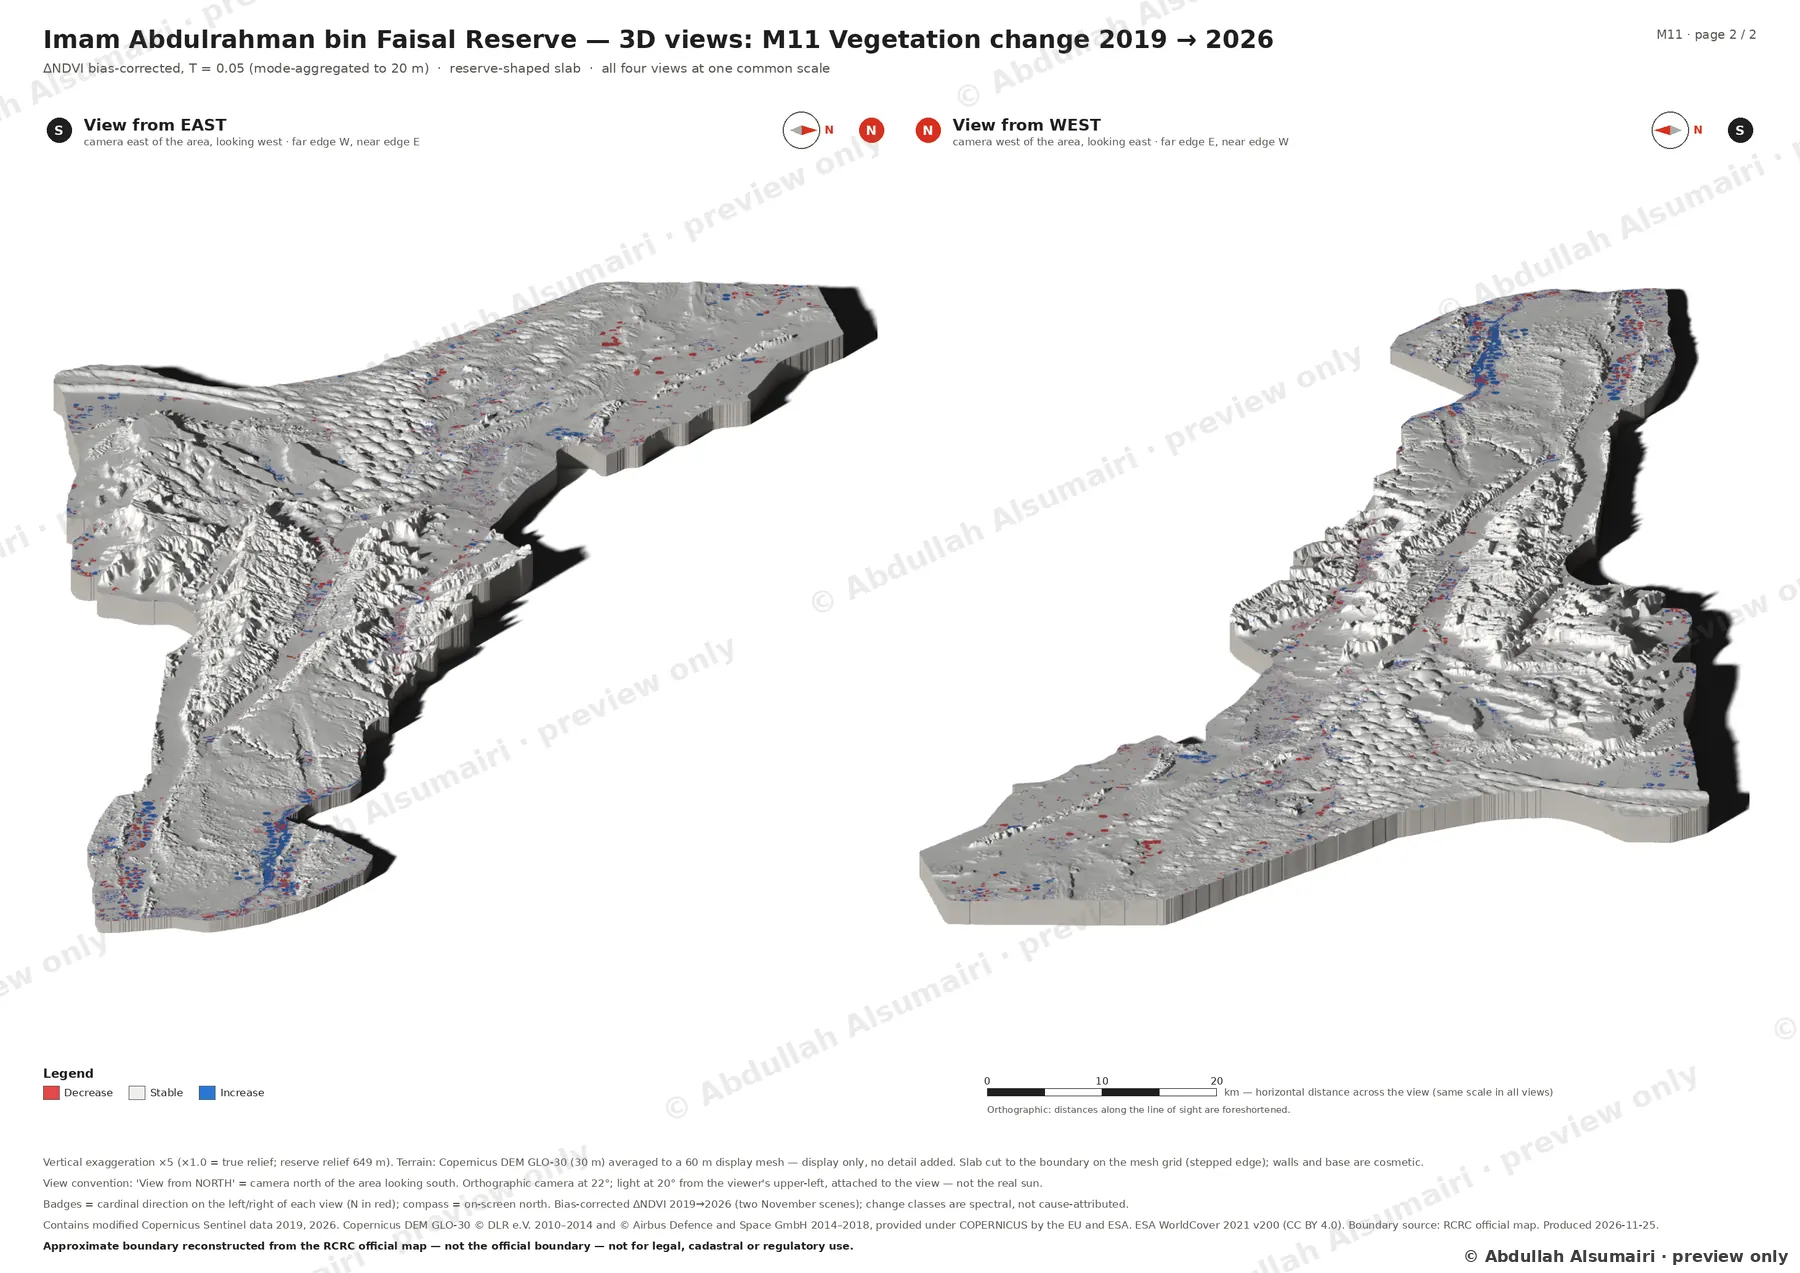 Imam Abdulrahman bin Faisal Reserve — 3D views: M11 Vegetation change 2019 → 2026
M11 · page 2 / 2
ΔNDVI bias-corrected, T = 0.05 (mode-aggregated to 20 m) · reserve-shaped slab · all four views at one common scale
S
View from EAST
camera east of the area, looking west · far edge W, near edge E
N
N
N
View from WEST
camera west of the area, looking east · far edge E, near edge W
N
S
© Abdullah Alsumairi · preview only
Legend
Decrease
Stable
Increase
0
10
20
km — horizontal distance across the view (same scale in all views)
Orthographic: distances along the line of sight are foreshortened.
Vertical exaggeration ×5 (×1.0 = true relief; reserve relief 649 m). Terrain: Copernicus DEM GLO-30 (30 m) averaged to a 60 m display mesh — display only, no detail added. Slab cut to the boundary on the mesh grid (stepped edge); walls and base are cosmetic.
View convention: 'View from NORTH' = camera north of the area looking south. Orthographic camera at 22°; light at 20° from the viewer's upper-left, attached to the view — not the real sun.
Badges = cardinal direction on the left/right of each view (N in red); compass = on-screen north. Bias-corrected ΔNDVI 2019→2026 (two November scenes); change classes are spectral, not cause-attributed.
Contains modified Copernicus Sentinel data 2019, 2026. Copernicus DEM GLO-30 © DLR e.V. 2010–2014 and © Airbus Defence and Space GmbH 2014–2018, provided under COPERNICUS by the EU and ESA. ESA WorldCover 2021 v200 (CC BY 4.0). Boundary source: RCRC official map. Produced 2026-11-25.
Approximate boundary reconstructed from the RCRC official map — not the official boundary — not for legal, cadastral or regulatory use.
© Abdullah Alsumairi · preview only